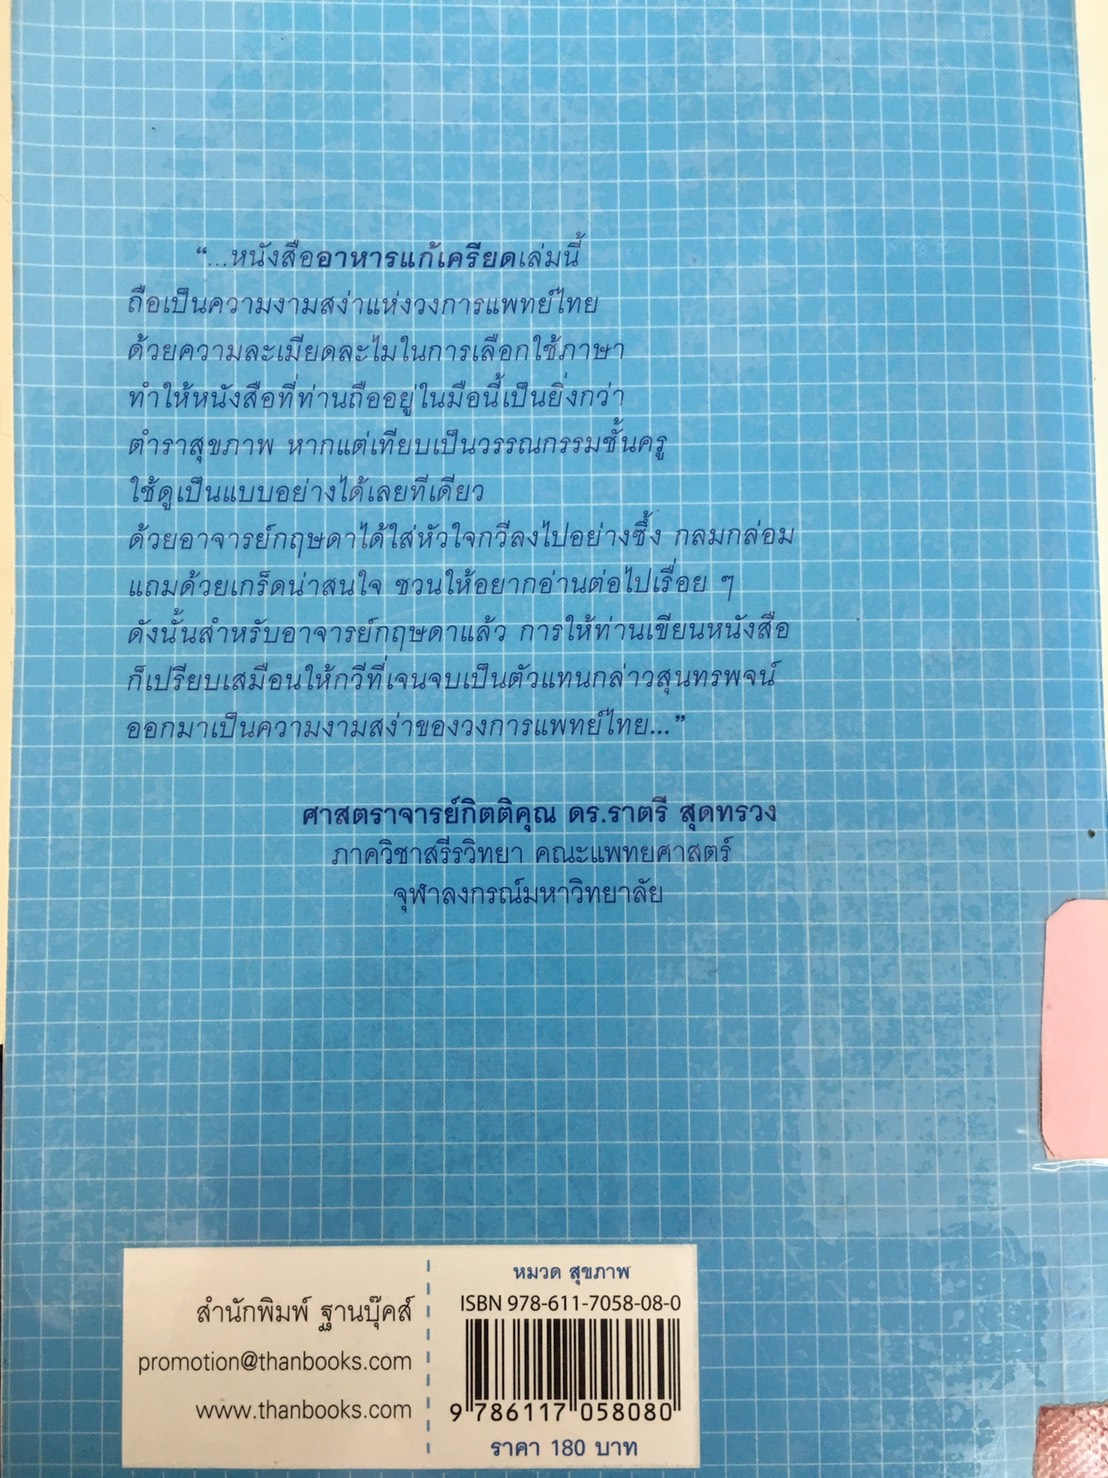 “...หนังสืออาหารแก้เครียดเล่มนี้
ถือเป็นความงามสง่าแห่งวงการแพทย์ไทย
ด้วยความละเมียดละไมในการเลือกใช้ภาษา
ทำให้หนังสือที่ท่านถืออยู่ในมือนี้เป็นยิ่งกว่า
ตำราสุขภาพ หากแต่เทียบเป็นวรรณกรรมชั้นครู
ใช้ดูเป็นแบบอย่างได้เลยทีเดียว
ด้วยอาจารย์กฤษดาได้ใส่หัวใจกวีลงไปอย่างซึ้ง กลมกล่อม
แถมด้วยเกร็ดน่าสนใจ ชวนให้อยากอ่านต่อไปเรื่อย ๆ
ดังนั้นสำหรับอาจารย์กฤษดาแล้ว การให้ท่านเขียนหนังสือ
ก็เปรียบเสมือนให้กวีที่เจนจบเป็นตัวแทนกล่าวสุนทรพจน์
ออกมาเป็นความงามสง่าของวงการแพทย์ไทย...”
ศาสตราจารย์กิตติคุณ ดร.ราตรี สุดทรวง
ภาควิชาสรีรวิทยา คณะแพทยศาสตร์
จุฬาลงกรณ์มหาวิทยาลัย
สำนักพิมพ์ ฐานบุ๊คส์
promotion@thanbooks.com
www.thanbooks.com
หมวด สุขภาพ
ISBN 978-611-7058-08-0
9 786117 058080
ราคา 180 บาท